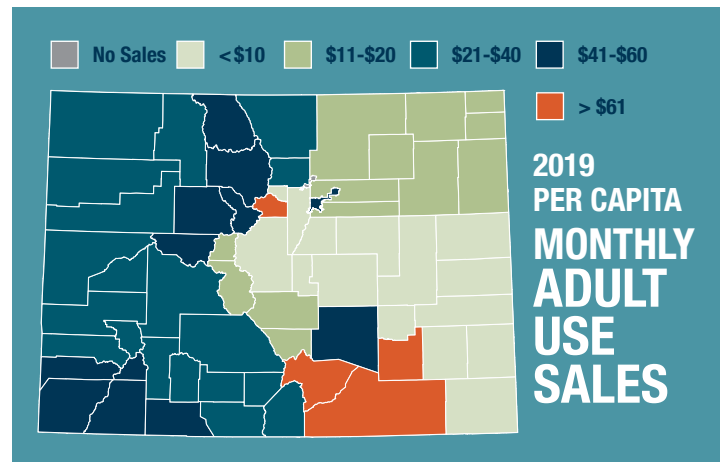 No Sales <$10 $11-$20 $21-$40 $41-$60
> $61
2019
PER CAPITA
MONTHLY
ADULT
USE
SALES